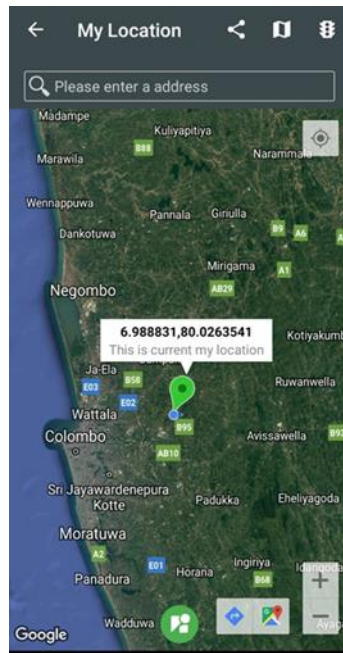 My Location
Please enter a address
Madampe
Kuliyapitiya
B88
Marawila
Narammala
Wennappuwa
Pannala
Giriulla
Dankotuwa
B9
A6
Mirigama
A1
AB29
Negombo
6.988831,80.0263541
This is current my location
Kotiyakumb
Ja-Ela
B58
E03
Ruwanwella
E02
Wattala
B95
Colombo
Avissawella
AB10
Sri Jayawardenepura
Kotte
Padukka
Eheliyagoda
Moratuwa
A2
E01
Horana
Ingiriya
Panadura
B68
+
Wadduwa
−
Google